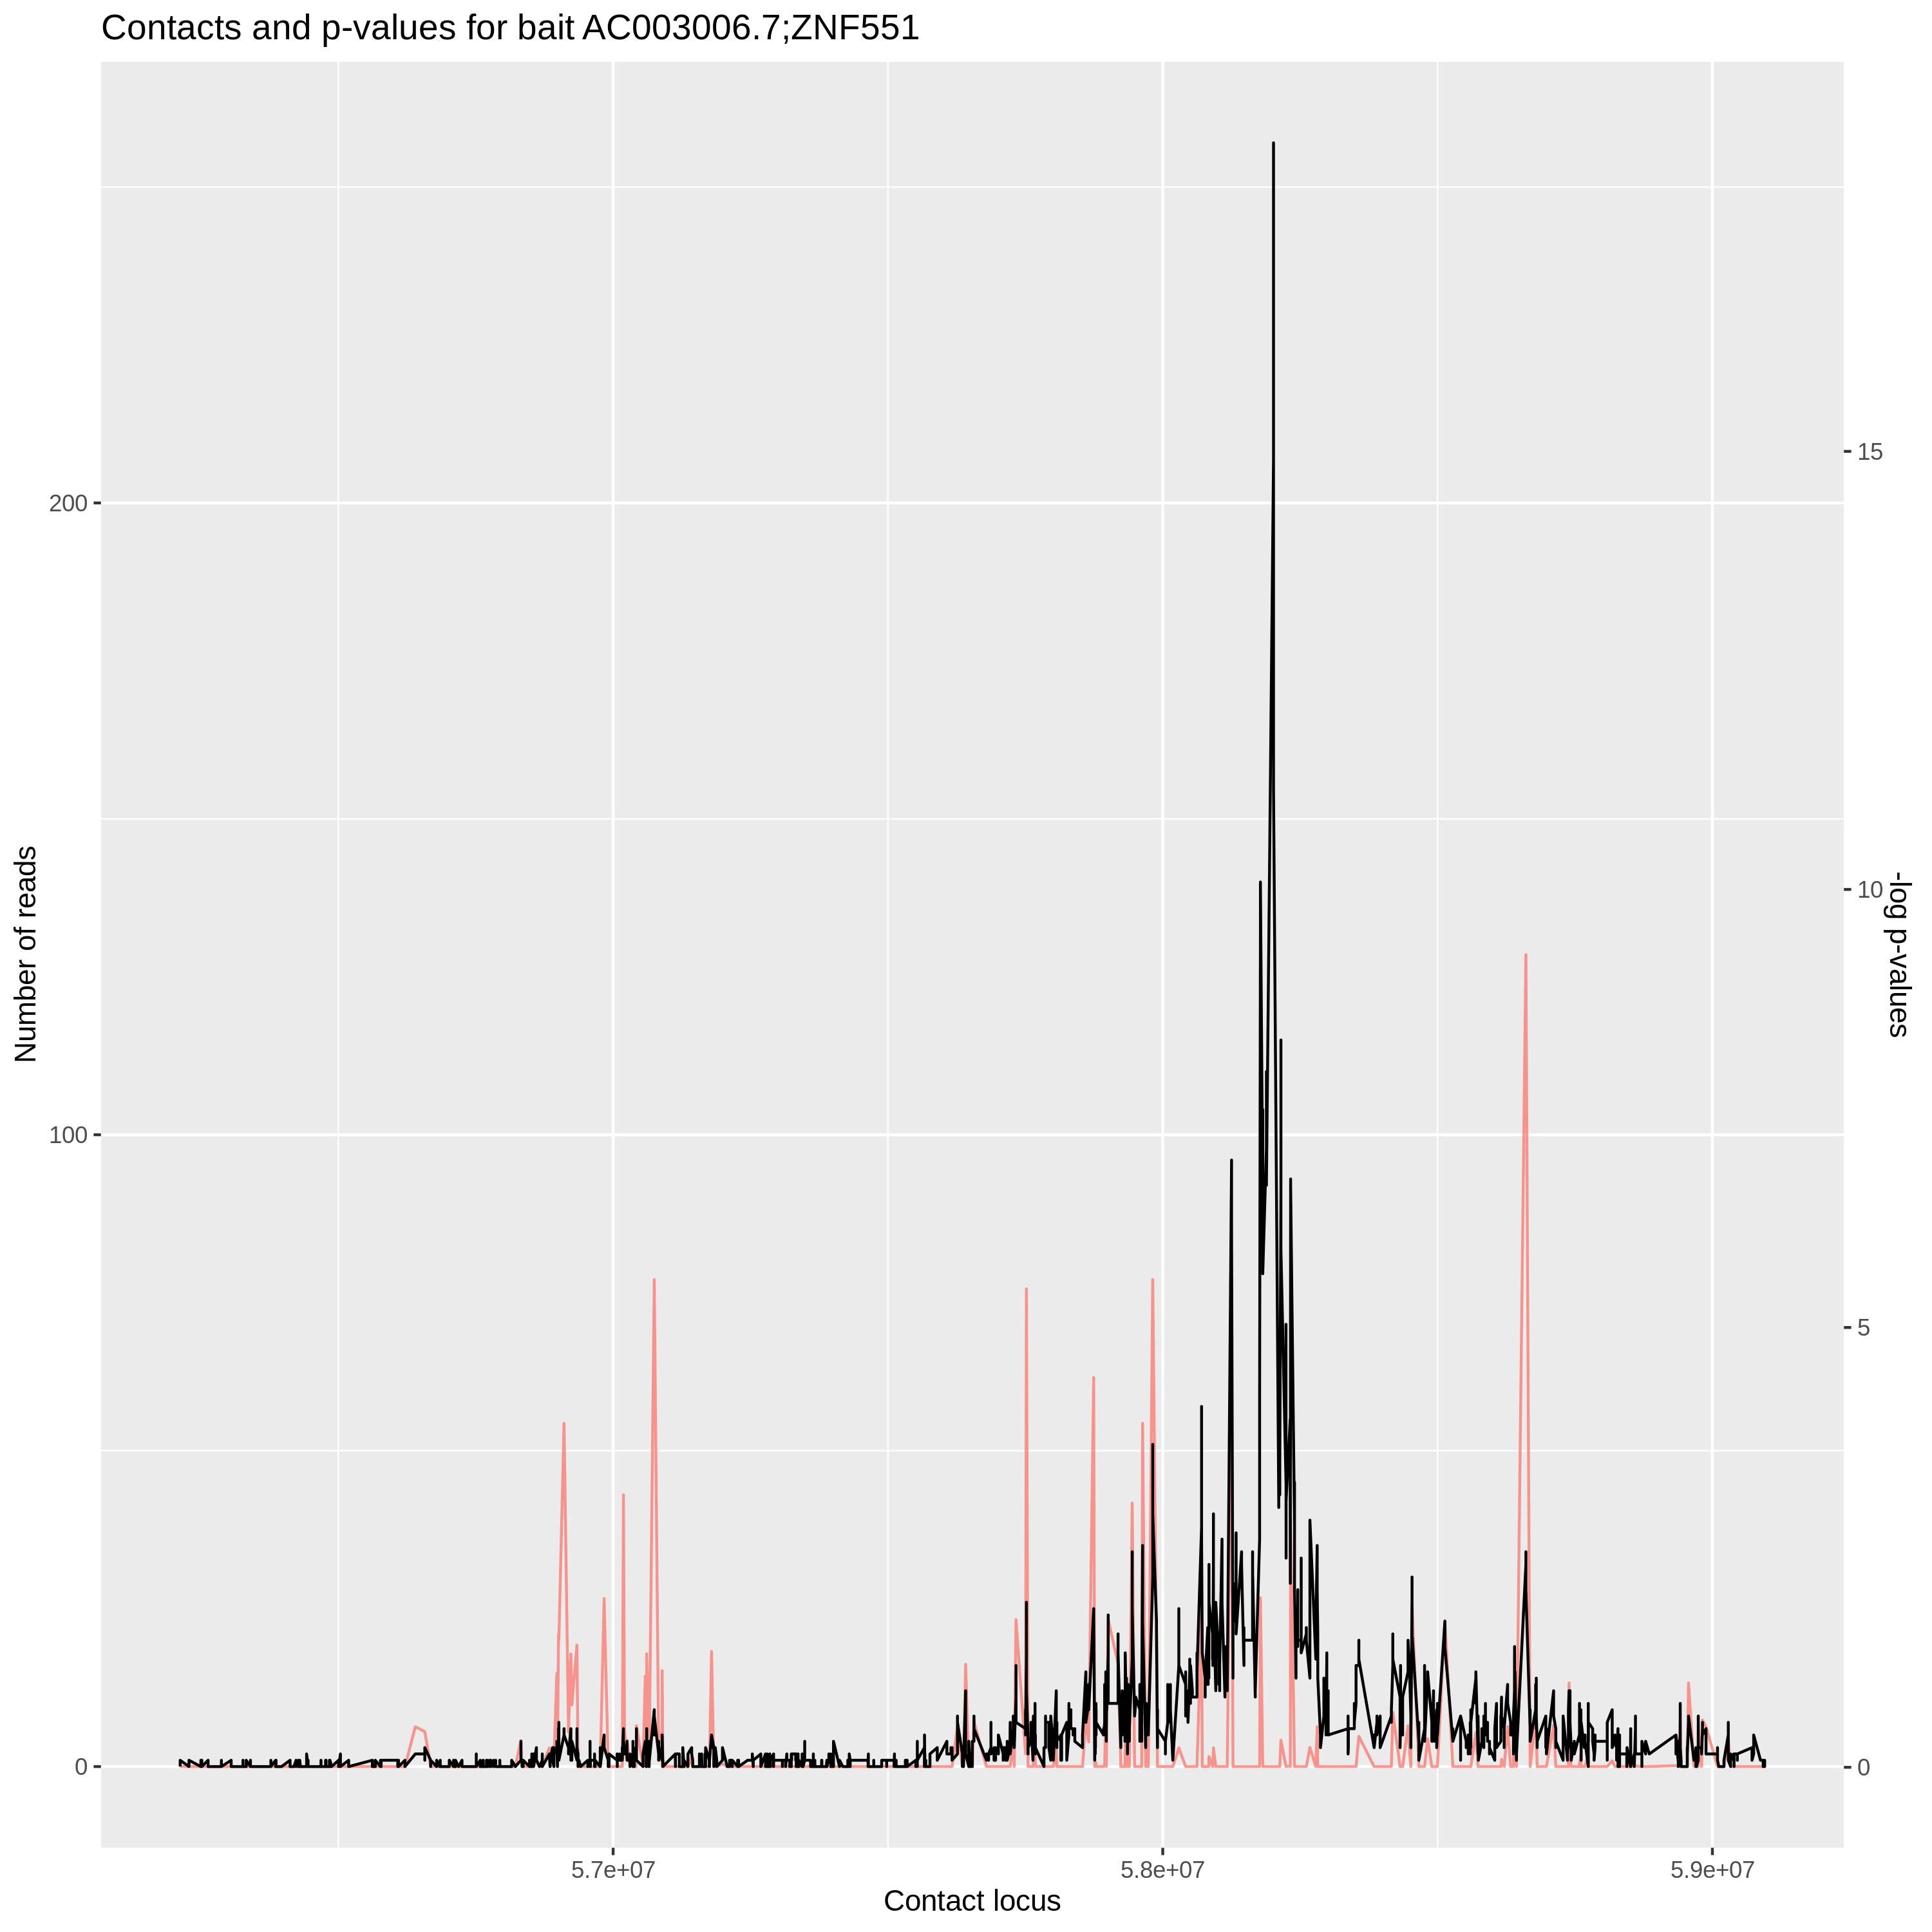 Contacts and p-values for bait AC003006.7;ZNF551
Number of reads
200
100
0
15
10
5
0
-log p-values
5.7e+07
5.8e+07
5.9e+07
Contact locus